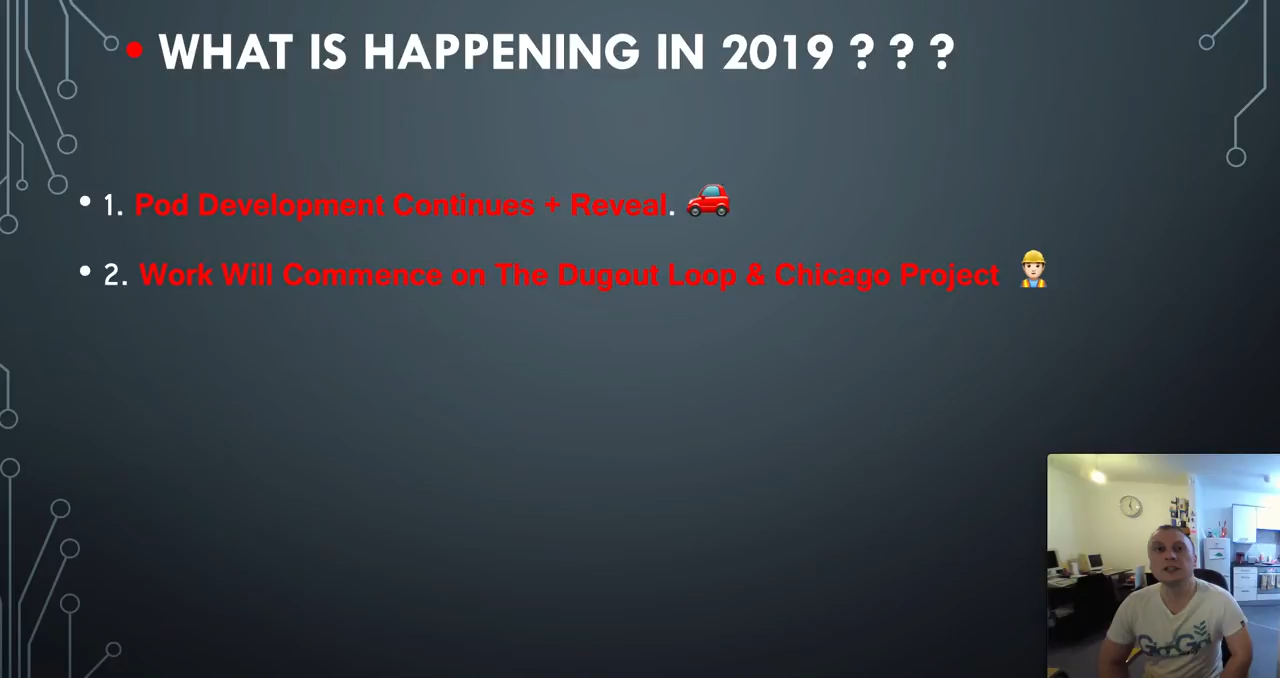 • WHAT IS HAPPENING IN 2019 ? ? ?
• 1. Pod Development Continues + Reveal. 🚗
• 2. Work Will Commence on The Dugout Loop & Chicago Project 👷🏻